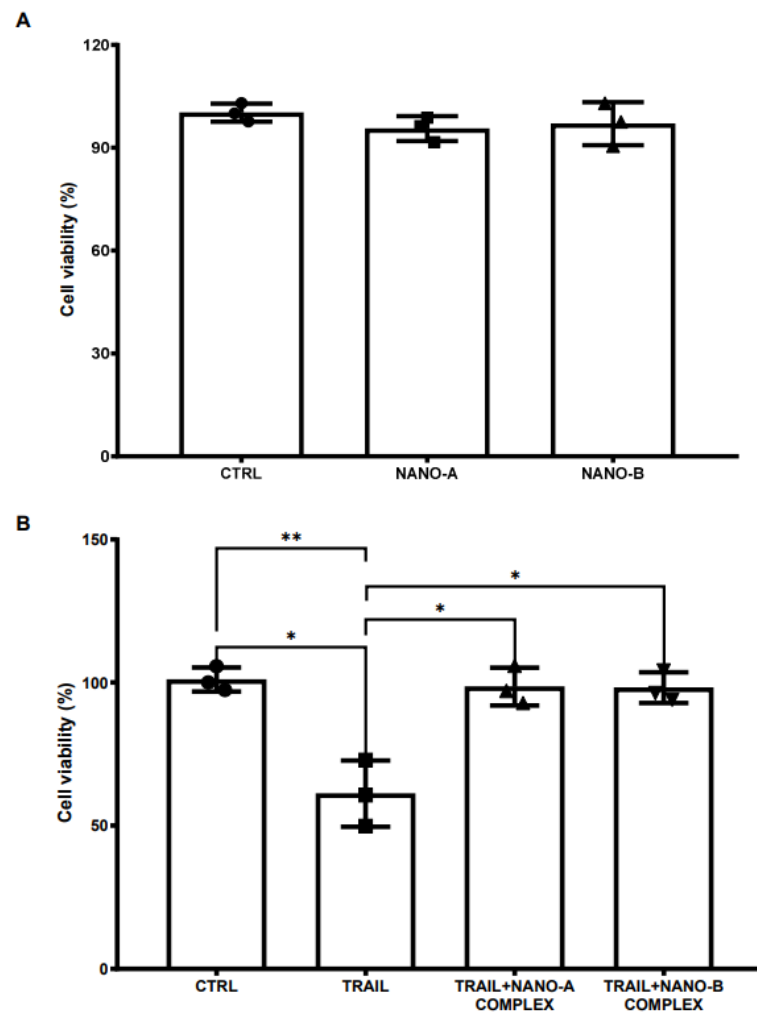 A
120
90
60
30
0
Cell viability (%)
CTRL
NANO-A
NANO-B
B
150
100
50
0
Cell viability (%)
**
*
*
*
CTRL
TRAIL
TRAIL+NANO-A
COMPLEX
TRAIL+NANO-B
COMPLEX